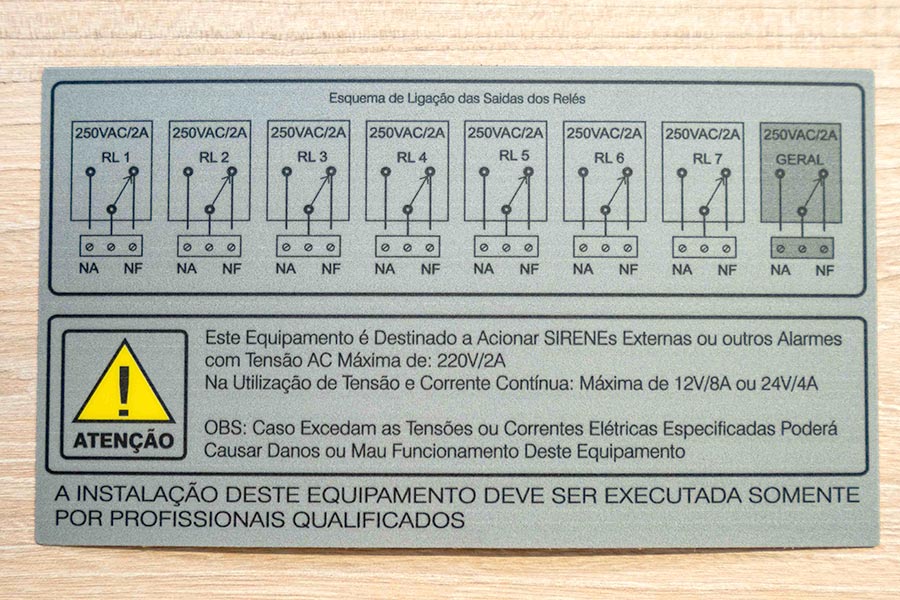 Esquema de Ligação das Saidas dos Relés
250VAC/2A 250VAC/2A 250VAC/2A 250VAC/2A 250VAC/2A 250VAC/2A 250VAC/2A 250VAC/2A
RL 1 RL 2 RL 3 RL 4 RL 5 RL 6 RL 7 GERAL
NA NF NA NF NA NF NA NF NA NF NA NF NA NF NA NF
Este Equipamento é Destinado a Acionar SIRENEs Externas ou outros Alarmes
com Tensão AC Máxima de: 220V/2A
Na Utilização de Tensão e Corrente Contínua: Máxima de 12V/8A ou 24V/4A
OBS: Caso Excedam as Tensões ou Correntes Elétricas Especificadas Poderá
Causar Danos ou Mau Funcionamento Deste Equipamento
!
ATENÇÃO
A INSTALAÇÃO DESTE EQUIPAMENTO DEVE SER EXECUTADA SOMENTE
POR PROFISSIONAIS QUALIFICADOS